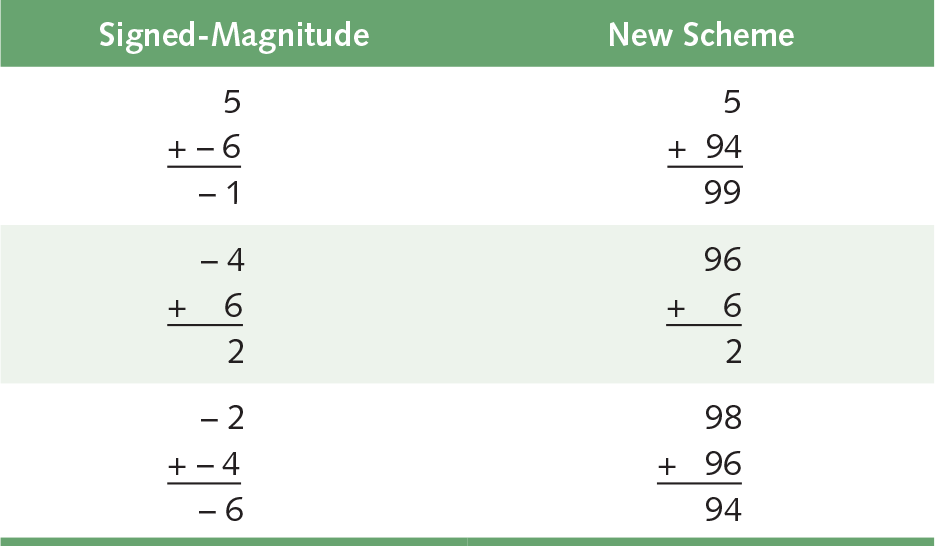 Signed-Magnitude New Scheme
5 5
+ – 6 + 94
– 1 99
– 4 96
+ 6 + 6
2 2
– 2 98
+ – 4 + 96
– 6 94